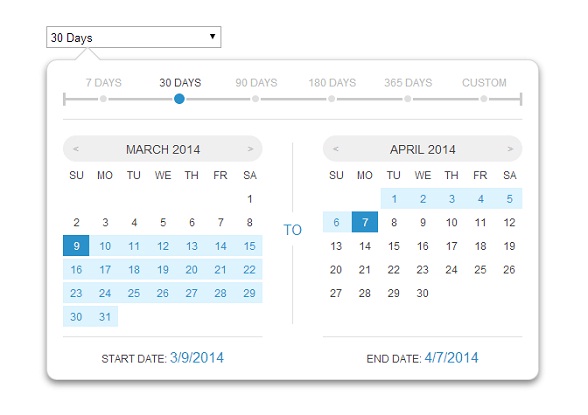 30 Days ▼
7 DAYS 30 DAYS 90 DAYS 180 DAYS 365 DAYS CUSTOM
< MARCH 2014 >
SU MO TU WE TH FR SA
1
2 3 4 5 6 7 8
9 10 11 12 13 14 15
16 17 18 19 20 21 22
23 24 25 26 27 28 29
30 31
START DATE: 3/9/2014
TO
< APRIL 2014 >
SU MO TU WE TH FR SA
1 2 3 4 5
6 7 8 9 10 11 12
13 14 15 16 17 18 19
20 21 22 23 24 25 26
27 28 29 30
END DATE: 4/7/2014